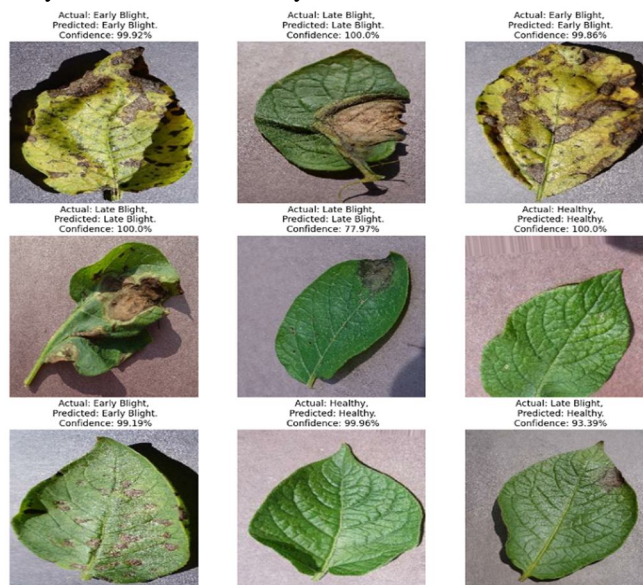 Actual: Early Blight,
Predicted: Early Blight.
Confidence: 99.92%
Actual: Late Blight,
Predicted: Late Blight.
Confidence: 100.0%
Actual: Early Blight,
Predicted: Early Blight.
Confidence: 99.86%
Actual: Late Blight,
Predicted: Late Blight.
Confidence: 100.0%
Actual: Late Blight,
Predicted: Late Blight.
Confidence: 77.97%
Actual: Healthy,
Predicted: Healthy.
Confidence: 100.0%
Actual: Early Blight,
Predicted: Early Blight.
Confidence: 99.19%
Actual: Healthy,
Predicted: Healthy.
Confidence: 99.96%
Actual: Late Blight,
Predicted: Healthy.
Confidence: 93.39%